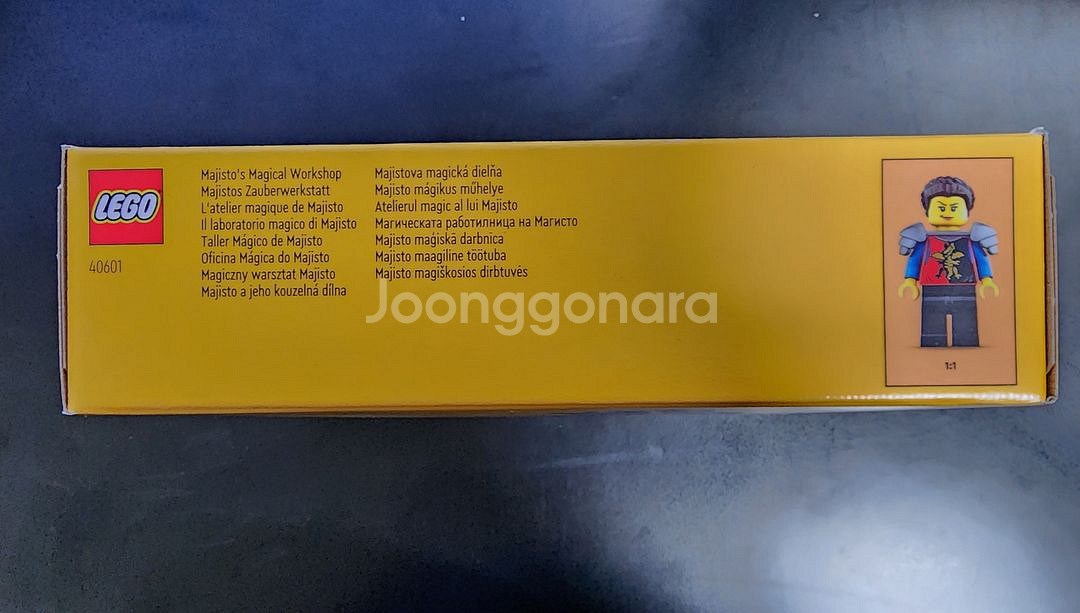 LEGO
40601
Majisto's Magical Workshop
Majistos Zauberwerkstatt
L'atelier magique de Majisto
Il laboratorio magico di Majisto
Taller Mágico de Majisto
Oficina Mágica do Majisto
Magiczny warsztat Majisto
Majisto a jeho kouzelná dílna
Majistova magická dielňa
Majisto mágikus műhelye
Atelierul magic al lui Majisto
Магическата работилница на Магисто
Majisto maģiskā darbnīca
Majisto maagiline töötuba
Majisto magiškosios dirbtuvės
Joonggonara
1:1